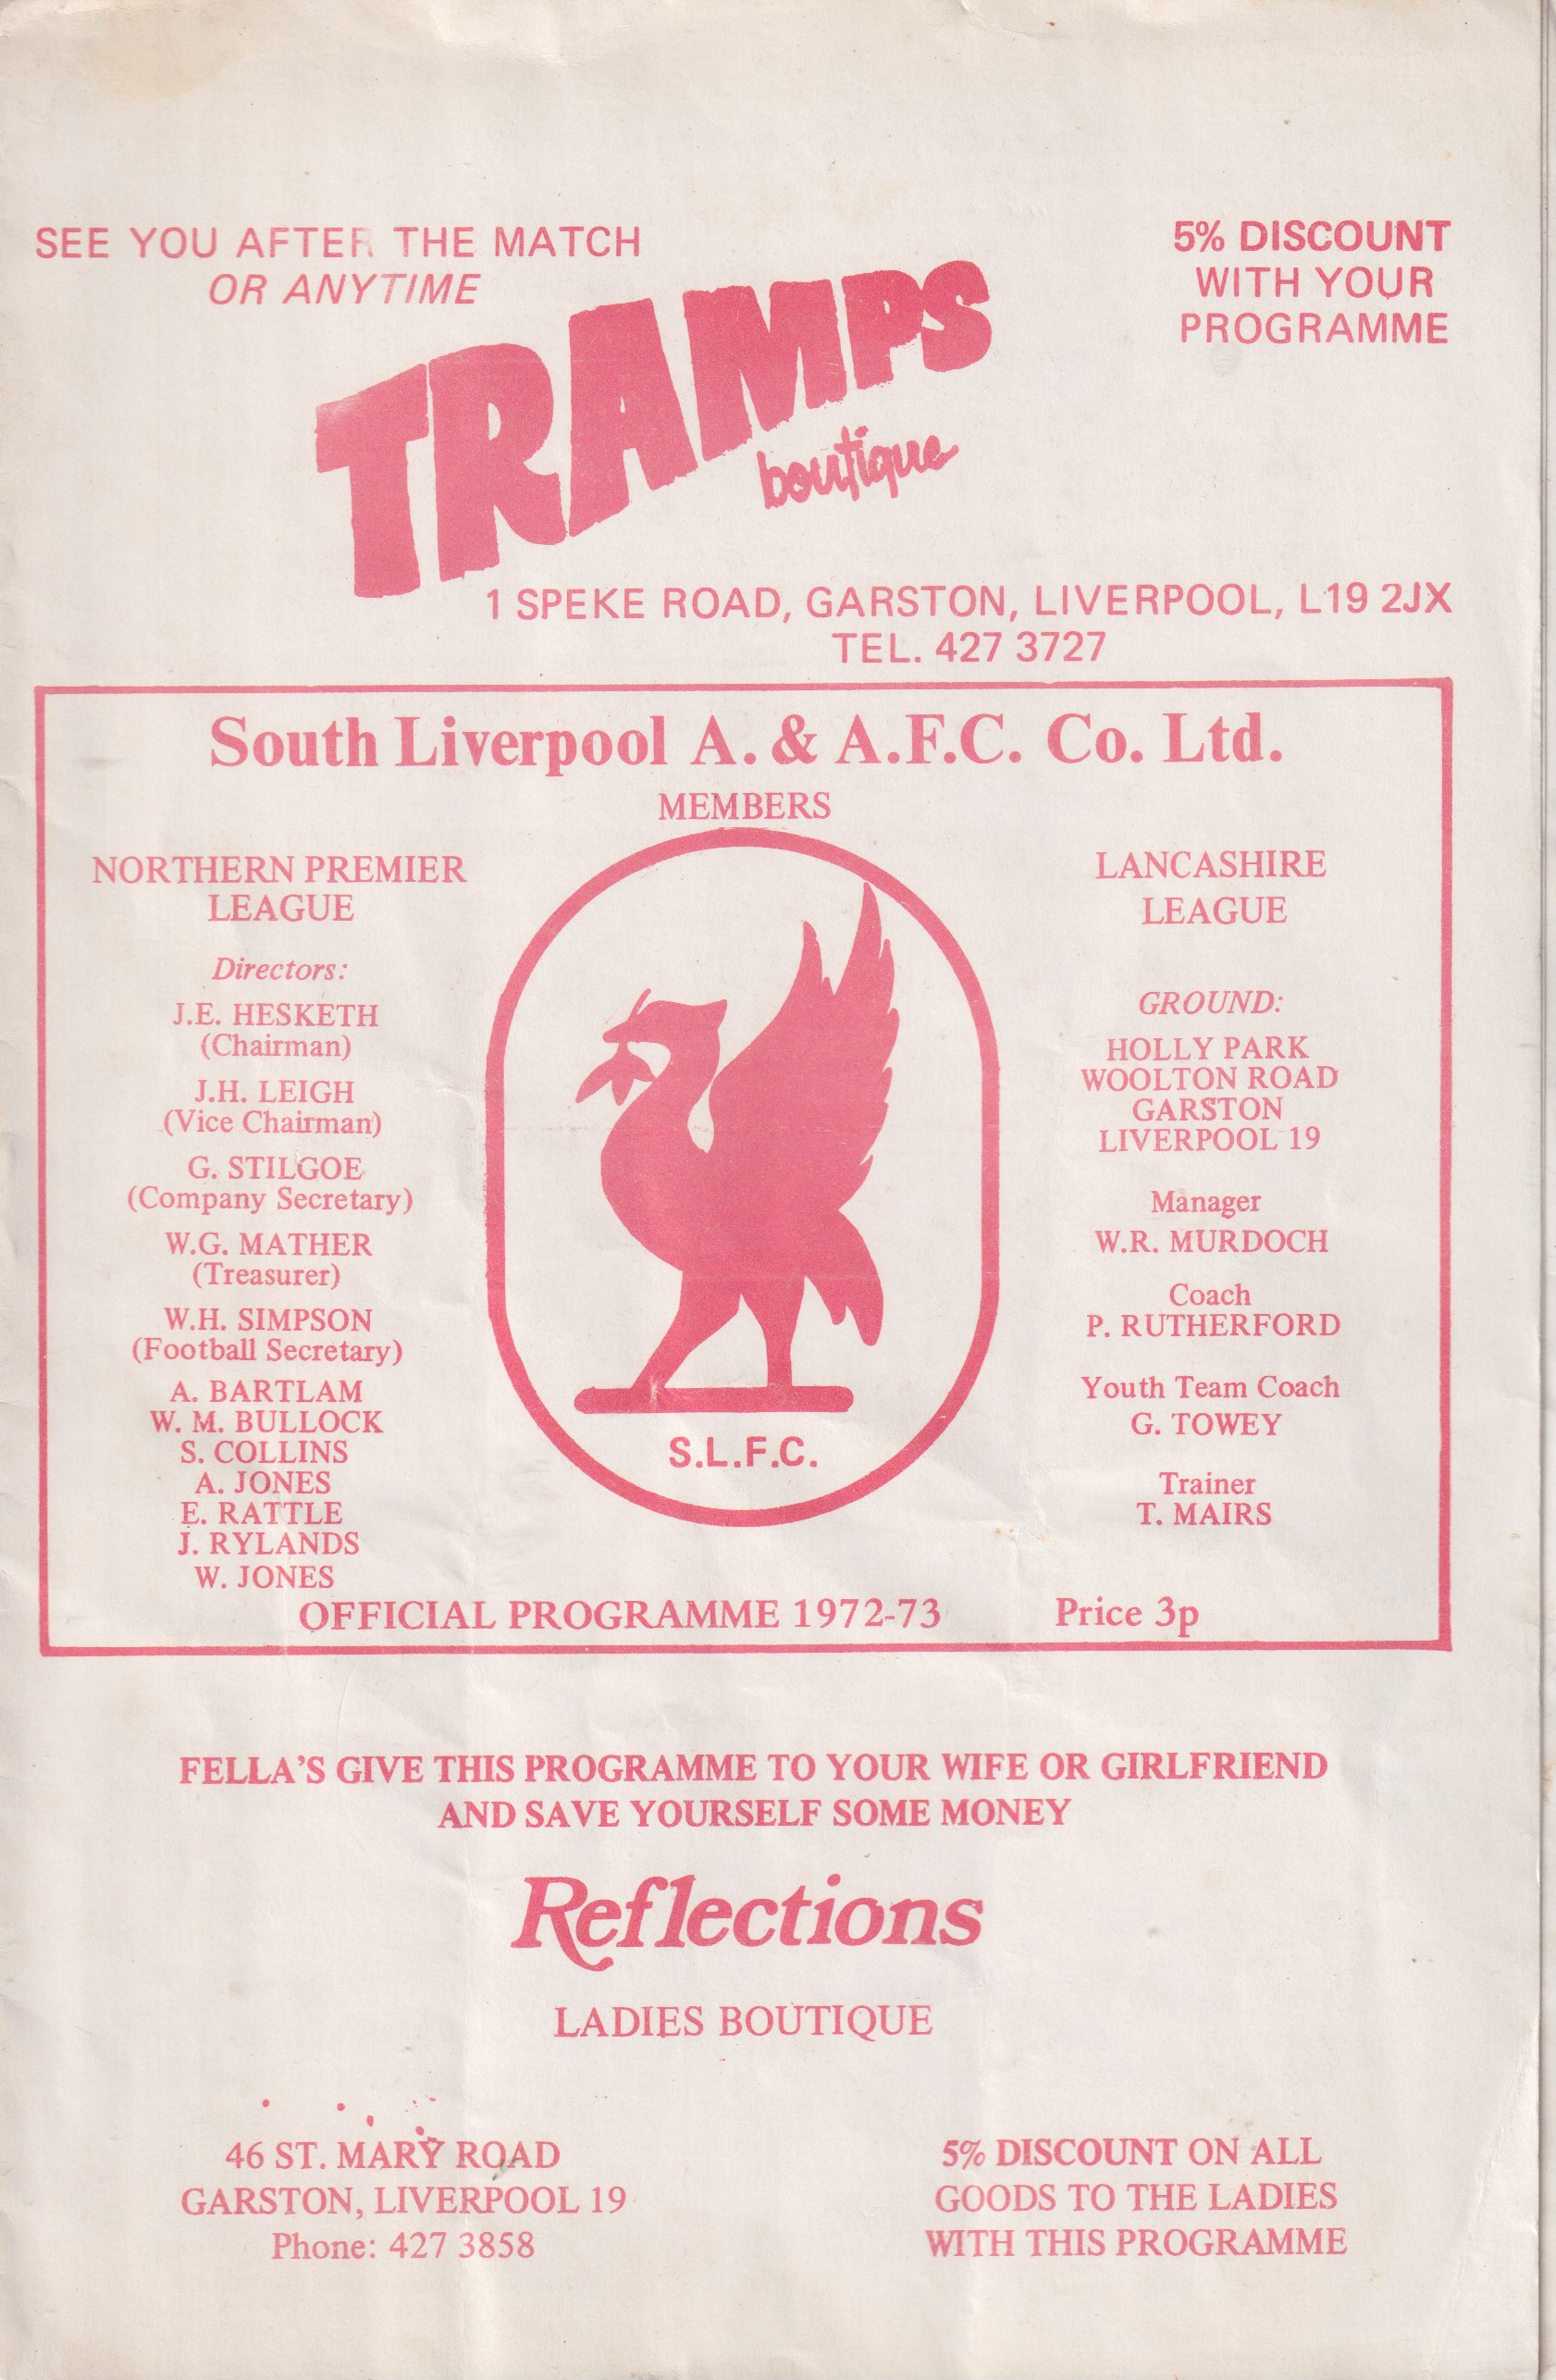 SEE YOU AFTER THE MATCH
OR ANYTIME
5% DISCOUNT
WITH YOUR
PROGRAMME
TRAMPS
boutique
1 SPEKE ROAD, GARSTON, LIVERPOOL, L19 2JX
TEL. 427 3727
South Liverpool A. & A.F.C. Co. Ltd.
MEMBERS
NORTHERN PREMIER
LEAGUE
Directors:
J.E. HESKETH
(Chairman)
J.H. LEIGH
(Vice Chairman)
G. STILGOE
(Company Secretary)
W.G. MATHER
(Treasurer)
W.H. SIMPSON
(Football Secretary)
A. BARTLAM
W. M. BULLOCK
S. COLLINS
A. JONES
E. RATTLE
J. RYLANDS
W. JONES
S.L.F.C.
LANCASHIRE
LEAGUE
GROUND:
HOLLY PARK
WOOLTON ROAD
GARSTON
LIVERPOOL 19
Manager
W.R. MURDOCH
Coach
P. RUTHERFORD
Youth Team Coach
G. TOWEY
Trainer
T. MAIRS
OFFICIAL PROGRAMME 1972-73 Price 3p
FELLA'S GIVE THIS PROGRAMME TO YOUR WIFE OR GIRLFRIEND
AND SAVE YOURSELF SOME MONEY
Reflections
LADIES BOUTIQUE
46 ST. MARY ROAD
GARSTON, LIVERPOOL 19
Phone: 427 3858
5% DISCOUNT ON ALL
GOODS TO THE LADIES
WITH THIS PROGRAMME